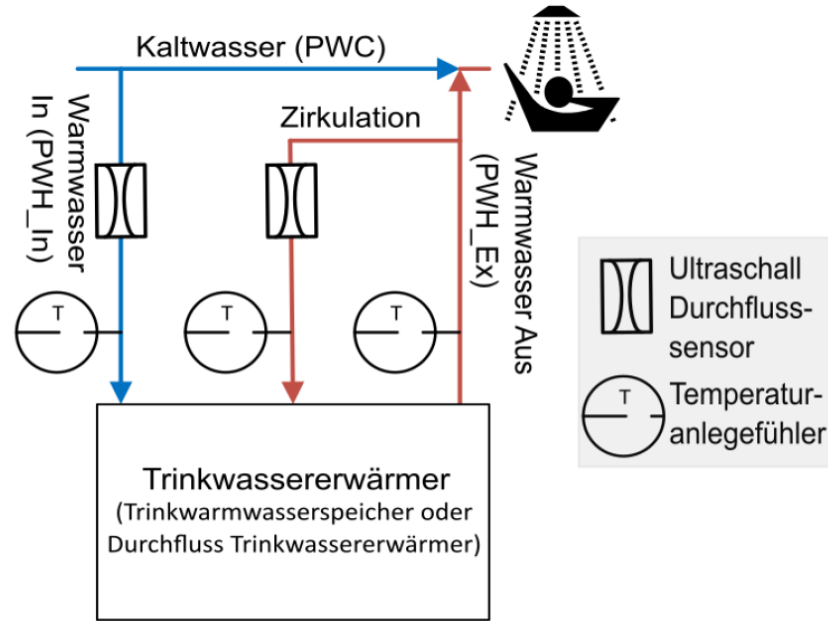 Kaltwasser (PWC)
Zirkulation
Warmwasser
In (PWH_In)
Warmwasser Aus
(PWH_Ex)
T
T
T
Trinkwassererwärmer
(Trinkwarmwasserspeicher oder
Durchfluss Trinkwassererwärmer)
Ultraschall
Durchfluss-
sensor
T
Temperatur-
anlegefühler